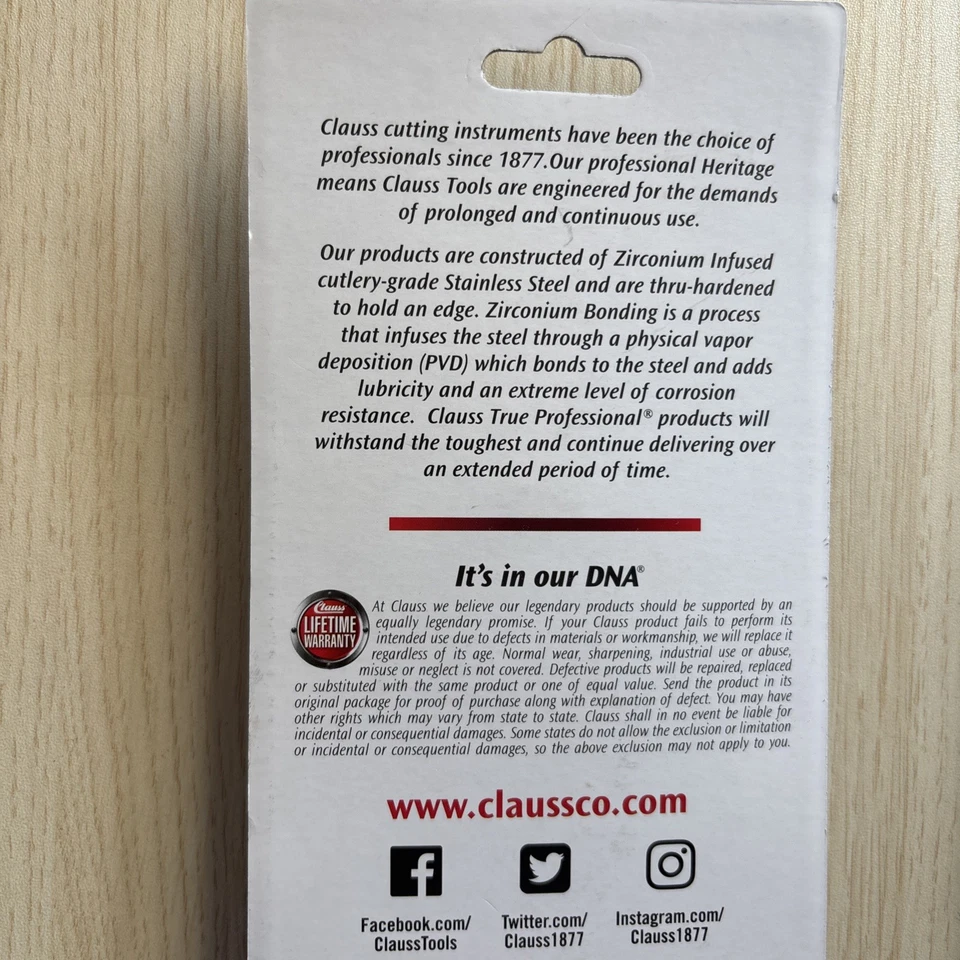 Clauss cutting instruments have been the choice of
professionals since 1877.Our professional Heritage
means Clauss Tools are engineered for the demands
of prolonged and continuous use.
Our products are constructed of Zirconium Infused
cutlery-grade Stainless Steel and are thru-hardened
to hold an edge. Zirconium Bonding is a process
that infuses the steel through a physical vapor
deposition (PVD) which bonds to the steel and adds
lubricity and an extreme level of corrosion
resistance. Clauss True Professional® products will
withstand the toughest and continue delivering over
an extended period of time.
It's in our DNA®
Clauss
LIFETIME
WARRANTY
At Clauss we believe our legendary products should be supported by an
equally legendary promise. If your Clauss product fails to perform its
intended use due to defects in materials or workmanship, we will replace it
regardless of its age. Normal wear, sharpening, industrial use or abuse,
misuse or neglect is not covered. Defective products will be repaired, replaced
or substituted with the same product or one of equal value. Send the product in its
original package for proof of purchase along with explanation of defect. You may have
other rights which may vary from state to state. Clauss shall in no event be liable for
incidental or consequential damages. Some states do not allow the exclusion or limitation
or incidental or consequential damages, so the above exclusion may not apply to you.
www.claussco.com
Facebook.com/
ClaussTools
Twitter.com/
Clauss1877
Instagram.com/
Clauss1877